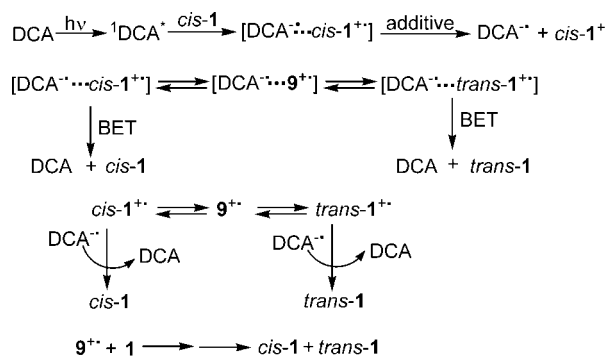 DCA hν ¹DCA* cis-1 [DCA⁻•···cis-1⁺•] additive DCA⁻• + cis-1⁺
[DCA⁻•···cis-1⁺•] [DCA⁻•···9⁺•] [DCA⁻•···trans-1⁺•]
BET BET
DCA + cis-1 DCA + trans-1
cis-1⁺• 9⁺• trans-1⁺•
DCA⁻• DCA DCA⁻• DCA
cis-1 trans-1
9⁺• + 1 cis-1 + trans-1